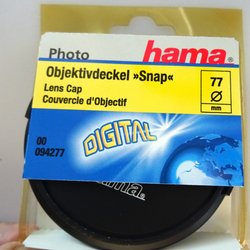 Photo
hama
Objektivdeckel »Snap«
Lens Cap
Couvercle d'Objectif
77
Ø
mm
00
094277
DIGITAL
hama®